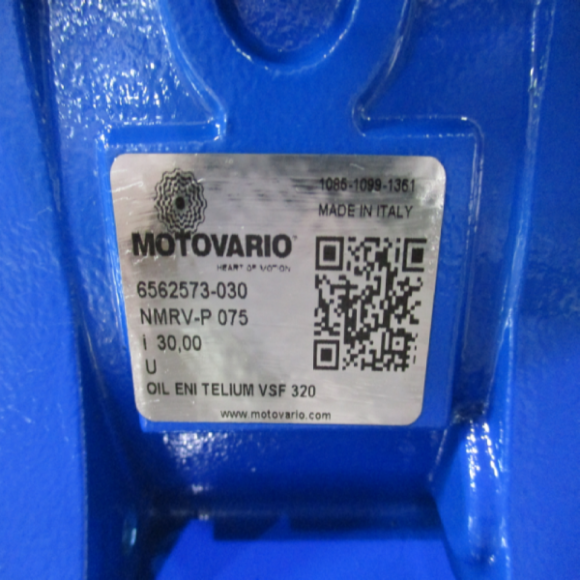 1085-1099-1361
MADE IN ITALY
MOTOVARIO
HEART OF MOTION
6562573-030
NMRV-P 075
i 30,00
U
OIL ENI TELIUM VSF 320
www.motovario.com